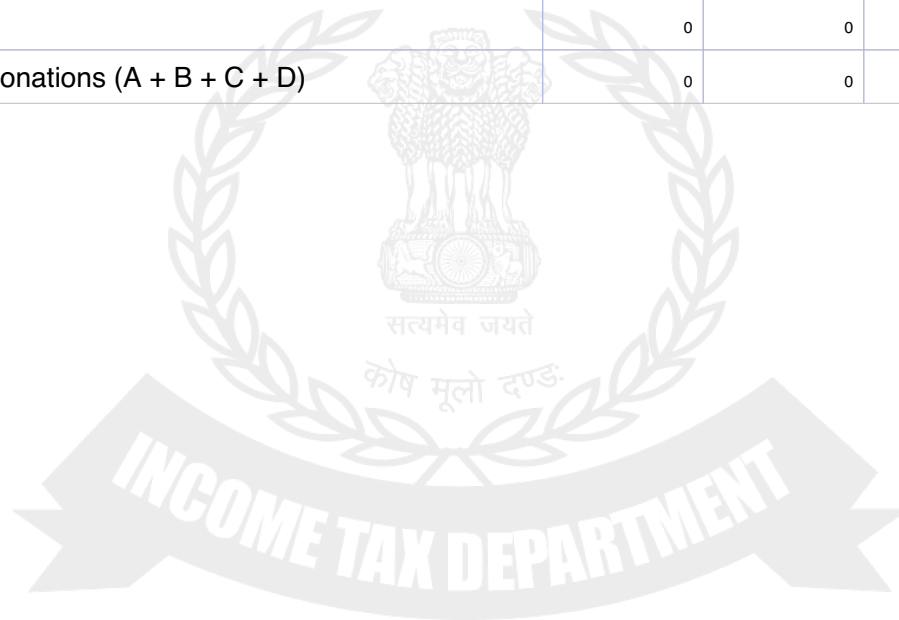 0 0
onations (A + B + C + D) 0 0
सत्यमेव जयते
कोष मूलो दण्डः
INCOME TAX DEPARTMENT